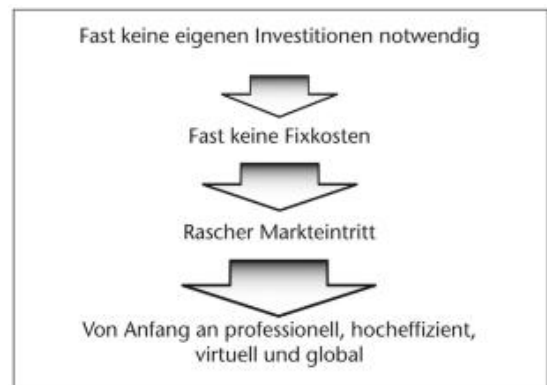 Fast keine eigenen Investitionen notwendig
Fast keine Fixkosten
Rascher Markteintritt
Von Anfang an professionell, hocheffizient,
virtuell und global